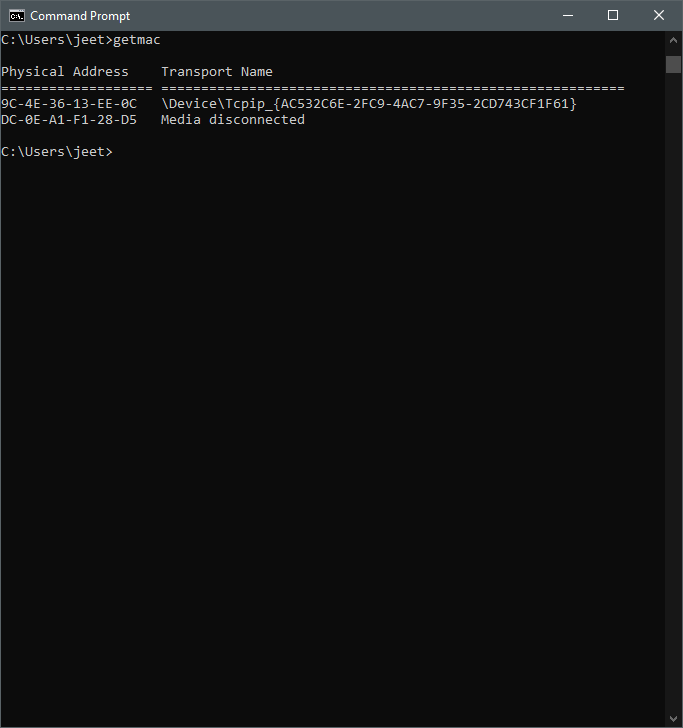 Command Prompt
C:\Users\jeet>getmac
Physical Address    Transport Name
=================== ==========================================================
9C-4E-36-13-EE-0C   \Device\Tcpip_{AC532C6E-2FC9-4AC7-9F35-2CD743CF1F61}
DC-0E-A1-F1-28-D5   Media disconnected
C:\Users\jeet>